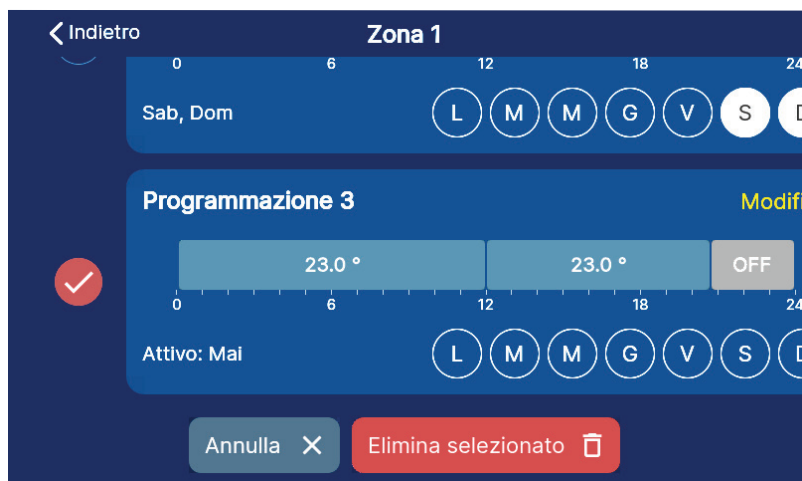 Indietro
Zona 1
0 6 12 18 24
Sab, Dom
L M M G V S D
Programmazione 3
Modifi
23.0 ° 23.0 ° OFF
0 6 12 18 24
Attivo: Mai
L M M G V S D
Annulla
Elimina selezionato